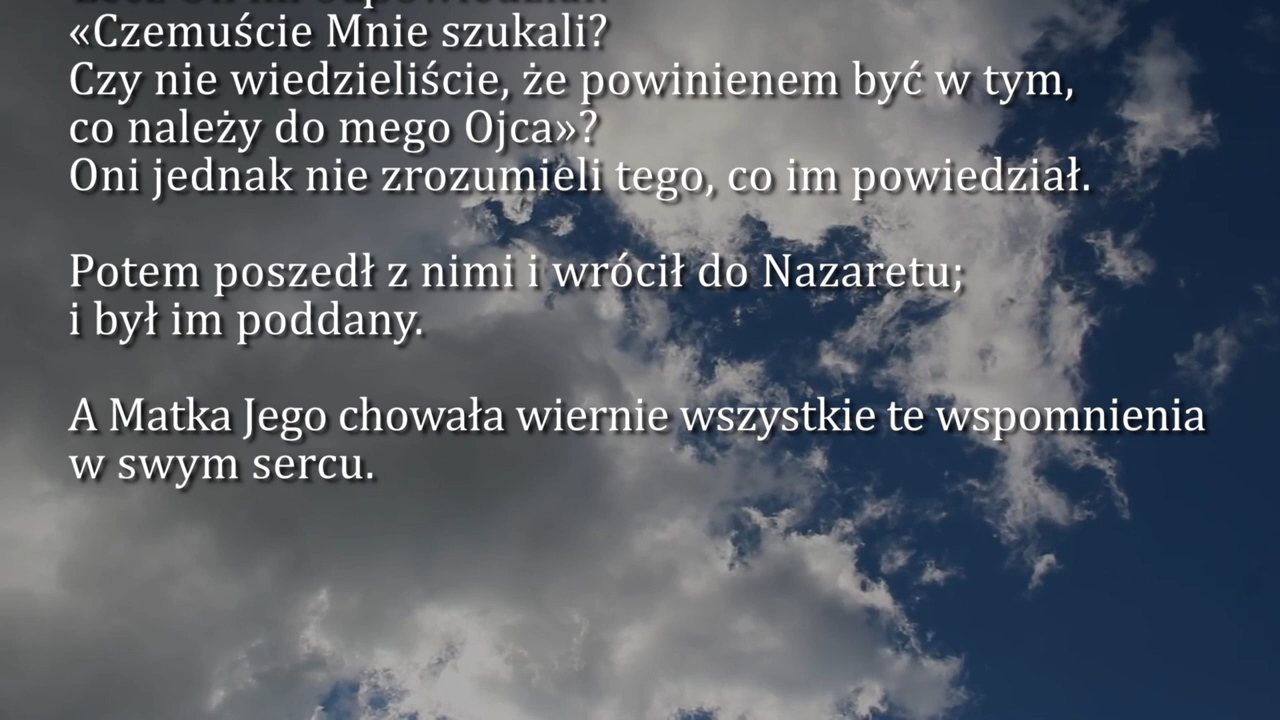 «Czemuście Mnie szukali?
Czy nie wiedzieliście, że powinienem być w tym,
co należy do mego Ojca»?
Oni jednak nie zrozumieli tego, co im powiedział.
Potem poszedł z nimi i wrócił do Nazaretu;
i był im poddany.
A Matka Jego chowała wiernie wszystkie te wspomnienia
w swym sercu.